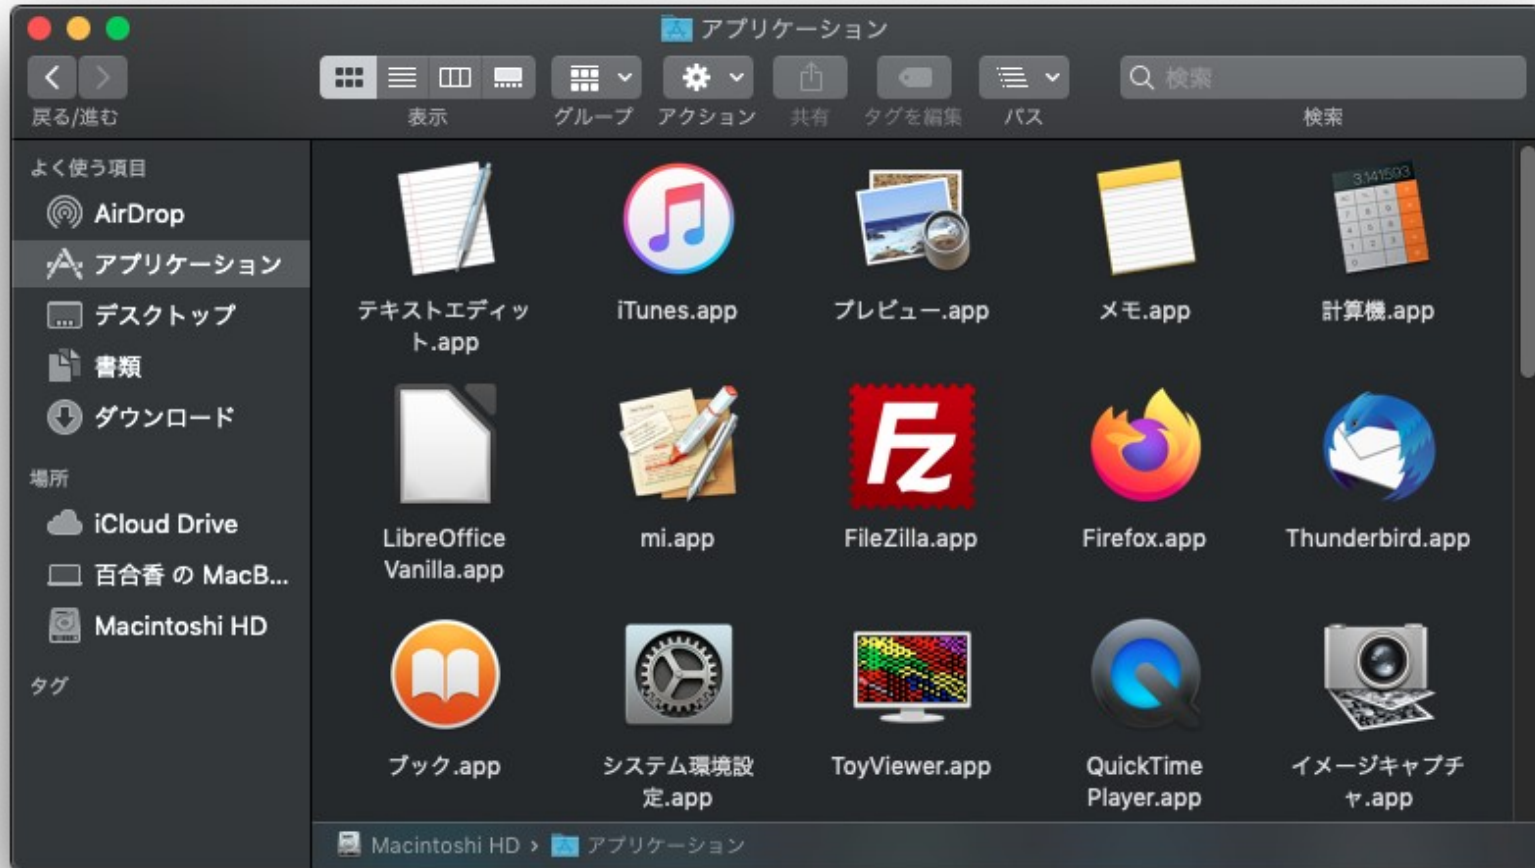 アプリケーション
戻る/進む
表示
グループ
アクション
共有
タグを編集
パス
検索
検索
よく使う項目
AirDrop
アプリケーション
デスクトップ
書類
ダウンロード
場所
iCloud Drive
百合香 の MacB...
Macintoshi HD
タグ
3.141593
テキストエディッ
ト.app
iTunes.app
プレビュー.app
メモ.app
計算機.app
LibreOffice
Vanilla.app
Fz
mi.app
FileZilla.app
Firefox.app
Thunderbird.app
ブック.app
システム環境設
定.app
ToyViewer.app
QuickTime
Player.app
イメージキャプチ
ャ.app
Macintoshi HD › アプリケーション